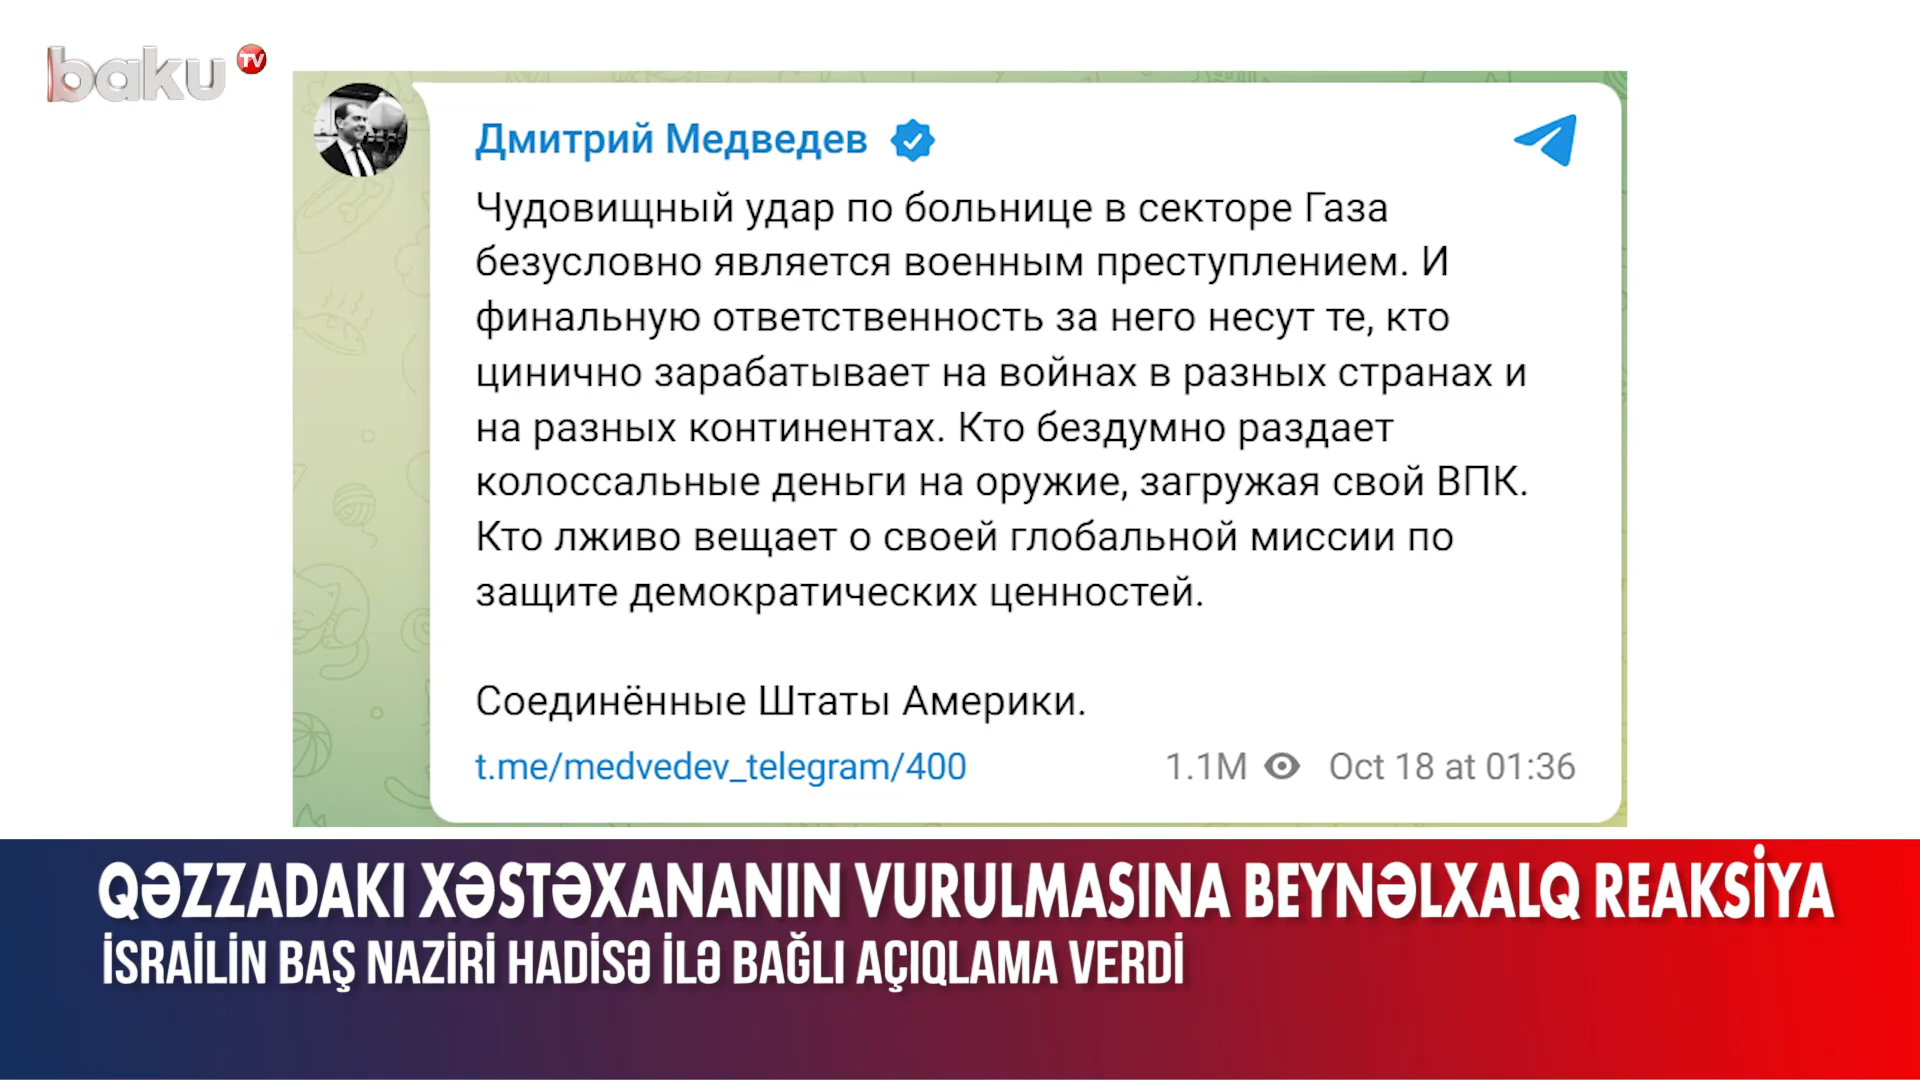 baku TV
Дмитрий Медведев
Чудовищный удар по больнице в секторе Газа
безусловно является военным преступлением. И
финальную ответственность за него несут те, кто
цинично зарабатывает на войнах в разных странах и
на разных континентах. Кто бездумно раздает
колоссальные деньги на оружие, загружая свой ВПК.
Кто лживо вещает о своей глобальной миссии по
защите демократических ценностей.
Соединённые Штаты Америки.
t.me/medvedev_telegram/400 1.1M Oct 18 at 01:36
QƏZZADAKI XƏSTƏXANANIN VURULMASINA BEYNƏLXALQ REAKSİYA
İSRAİLİN BAŞ NAZİRİ HADİSƏ İLƏ BAĞLI AÇIQLAMA VERDİ